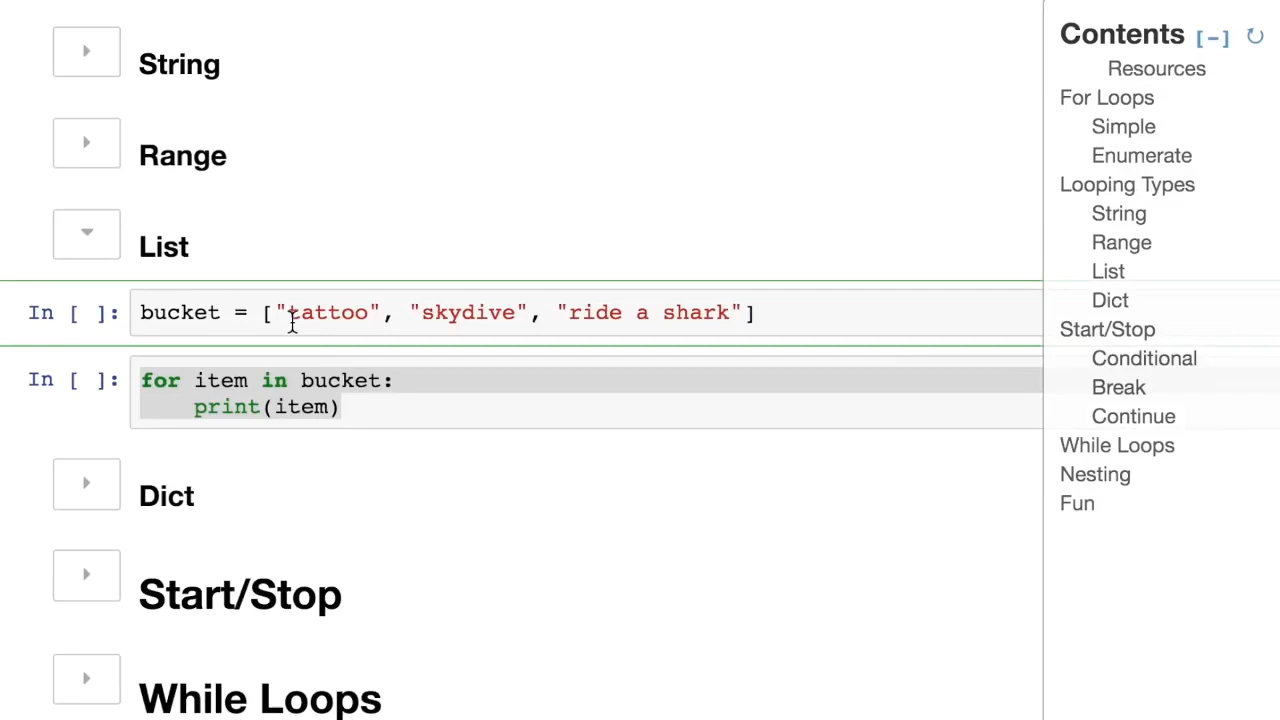 String
Range
List
In [ ]: bucket = ["tattoo", "skydive", "ride a shark"]
In [ ]: for item in bucket:
    print(item)
Dict
Start/Stop
While Loops
Contents [-] ↻
Resources
For Loops
Simple
Enumerate
Looping Types
String
Range
List
Dict
Start/Stop
Conditional
Break
Continue
While Loops
Nesting
Fun